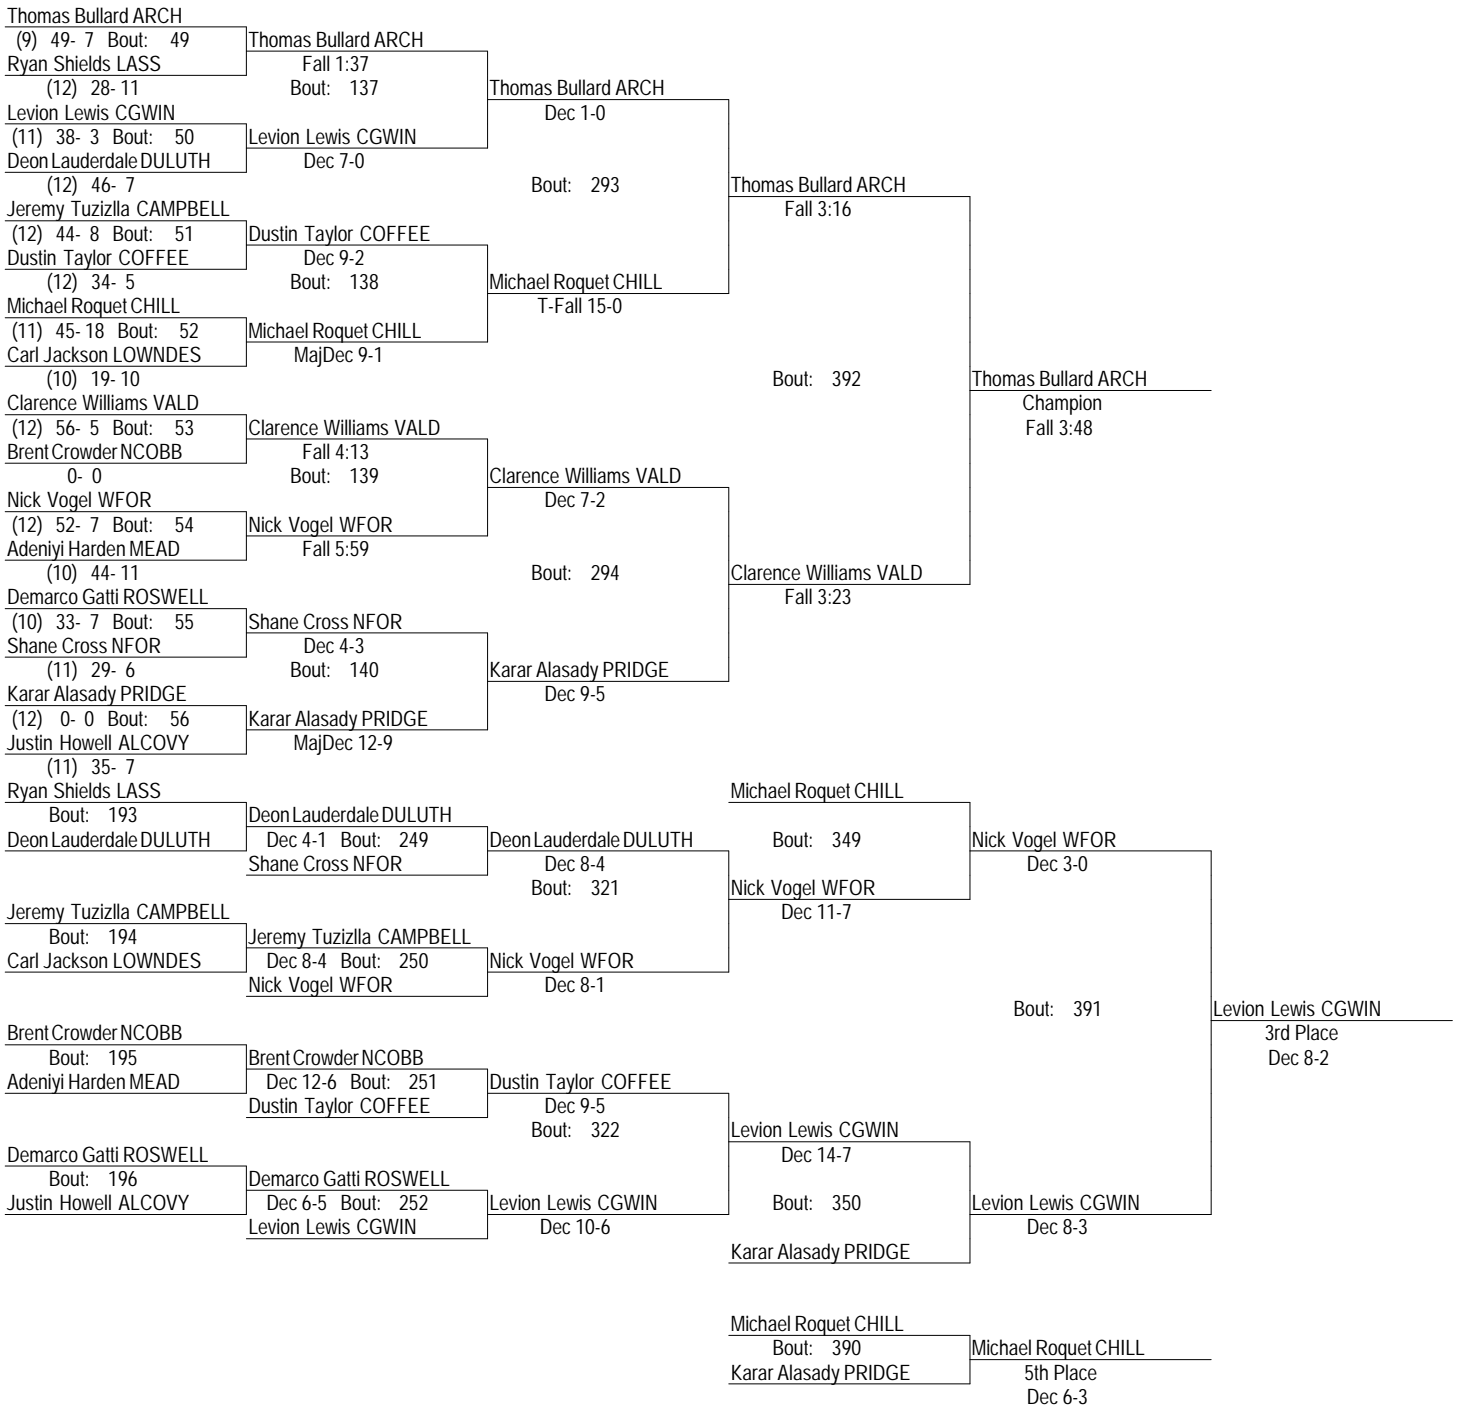 Thomas Bullard ARCH
(9) 49- 7 Bout: 49 Thomas Bullard ARCH
Ryan Shields LASS Fall 1:37
(12) 28- 11 Bout: 137 Thomas Bullard ARCH
Levion Lewis CGWIN Dec 1-0
(11) 38- 3 Bout: 50 Levion Lewis CGWIN
Deon Lauderdale DULUTH Dec 7-0
(12) 46- 7 Bout: 293 Thomas Bullard ARCH
Jeremy Tuzizlla CAMPBELL Fall 3:16
(12) 44- 8 Bout: 51 Dustin Taylor COFFEE
Dustin Taylor COFFEE Dec 9-2
(12) 34- 5 Bout: 138 Michael Roquet CHILL
Michael Roquet CHILL T-Fall 15-0
(11) 45- 18 Bout: 52 Michael Roquet CHILL
Carl Jackson LOWNDES MajDec 9-1
(10) 19- 10 Bout: 392 Thomas Bullard ARCH
Clarence Williams VALD Champion
(12) 56- 5 Bout: 53 Clarence Williams VALD Fall 3:48
Brent Crowder NCOBB Fall 4:13
0- 0 Bout: 139 Clarence Williams VALD
Nick Vogel WFOR Dec 7-2
(12) 52- 7 Bout: 54 Nick Vogel WFOR
Adeniyi Harden MEAD Fall 5:59
(10) 44- 11 Bout: 294 Clarence Williams VALD
Demarco Gatti ROSWELL Fall 3:23
(10) 33- 7 Bout: 55 Shane Cross NFOR
Shane Cross NFOR Dec 4-3
(11) 29- 6 Bout: 140 Karar Alasady PRIDGE
Karar Alasady PRIDGE Dec 9-5
(12) 0- 0 Bout: 56 Karar Alasady PRIDGE
Justin Howell ALCOVY MajDec 12-9
(11) 35- 7
Ryan Shields LASS Michael Roquet CHILL
Bout: 193 Deon Lauderdale DULUTH
Deon Lauderdale DULUTH Dec 4-1 Bout: 249 Deon Lauderdale DULUTH Bout: 349 Nick Vogel WFOR
Shane Cross NFOR Dec 8-4 Dec 3-0
Bout: 321 Nick Vogel WFOR
Jeremy Tuzizlla CAMPBELL Dec 11-7
Bout: 194 Jeremy Tuzizlla CAMPBELL
Carl Jackson LOWNDES Dec 8-4 Bout: 250 Nick Vogel WFOR
Nick Vogel WFOR Dec 8-1
Bout: 391 Levion Lewis CGWIN
Brent Crowder NCOBB 3rd Place
Bout: 195 Brent Crowder NCOBB Dec 8-2
Adeniyi Harden MEAD Dec 12-6 Bout: 251 Dustin Taylor COFFEE
Dustin Taylor COFFEE Dec 9-5
Bout: 322 Levion Lewis CGWIN
Demarco Gatti ROSWELL Dec 14-7
Bout: 196 Demarco Gatti ROSWELL
Justin Howell ALCOVY Dec 6-5 Bout: 252 Levion Lewis CGWIN Bout: 350 Levion Lewis CGWIN
Levion Lewis CGWIN Dec 10-6 Dec 8-3
Karar Alasady PRIDGE
Michael Roquet CHILL
Bout: 390 Michael Roquet CHILL
Karar Alasady PRIDGE 5th Place
Dec 6-3